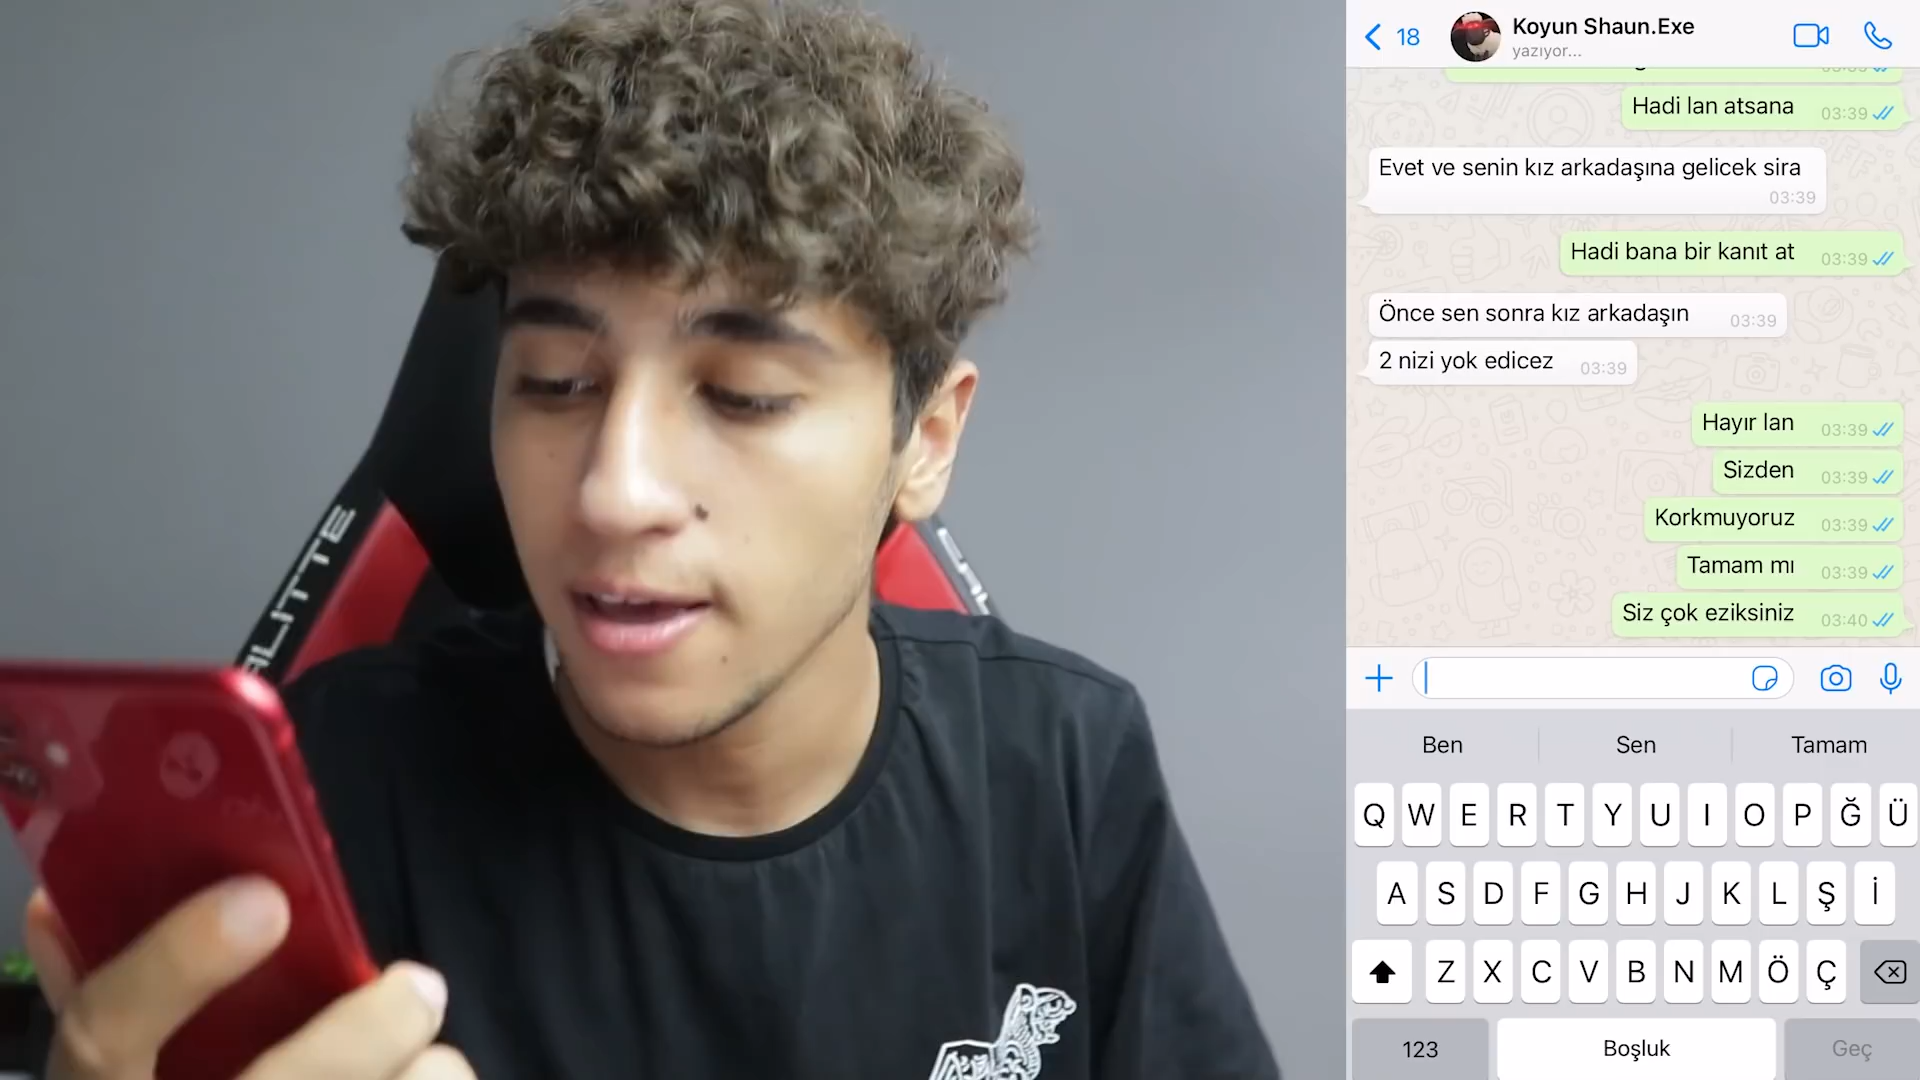 18
Koyun Shaun.Exe
yazıyor...
Hadi lan atsana 03:39
Evet ve senin kız arkadaşına gelicek sira
03:39
Hadi bana bir kanıt at 03:39
Önce sen sonra kız arkadaşın 03:39
2 nizi yok edicez 03:39
Hayır lan 03:39
Sizden 03:39
Korkmuyoruz 03:39
Tamam mı 03:39
Siz çok eziksiniz 03:40
Ben Sen Tamam
Q W E R T Y U I O P Ğ Ü
A S D F G H J K L Ş İ
Z X C V B N M Ö Ç
123 Boşluk Geç